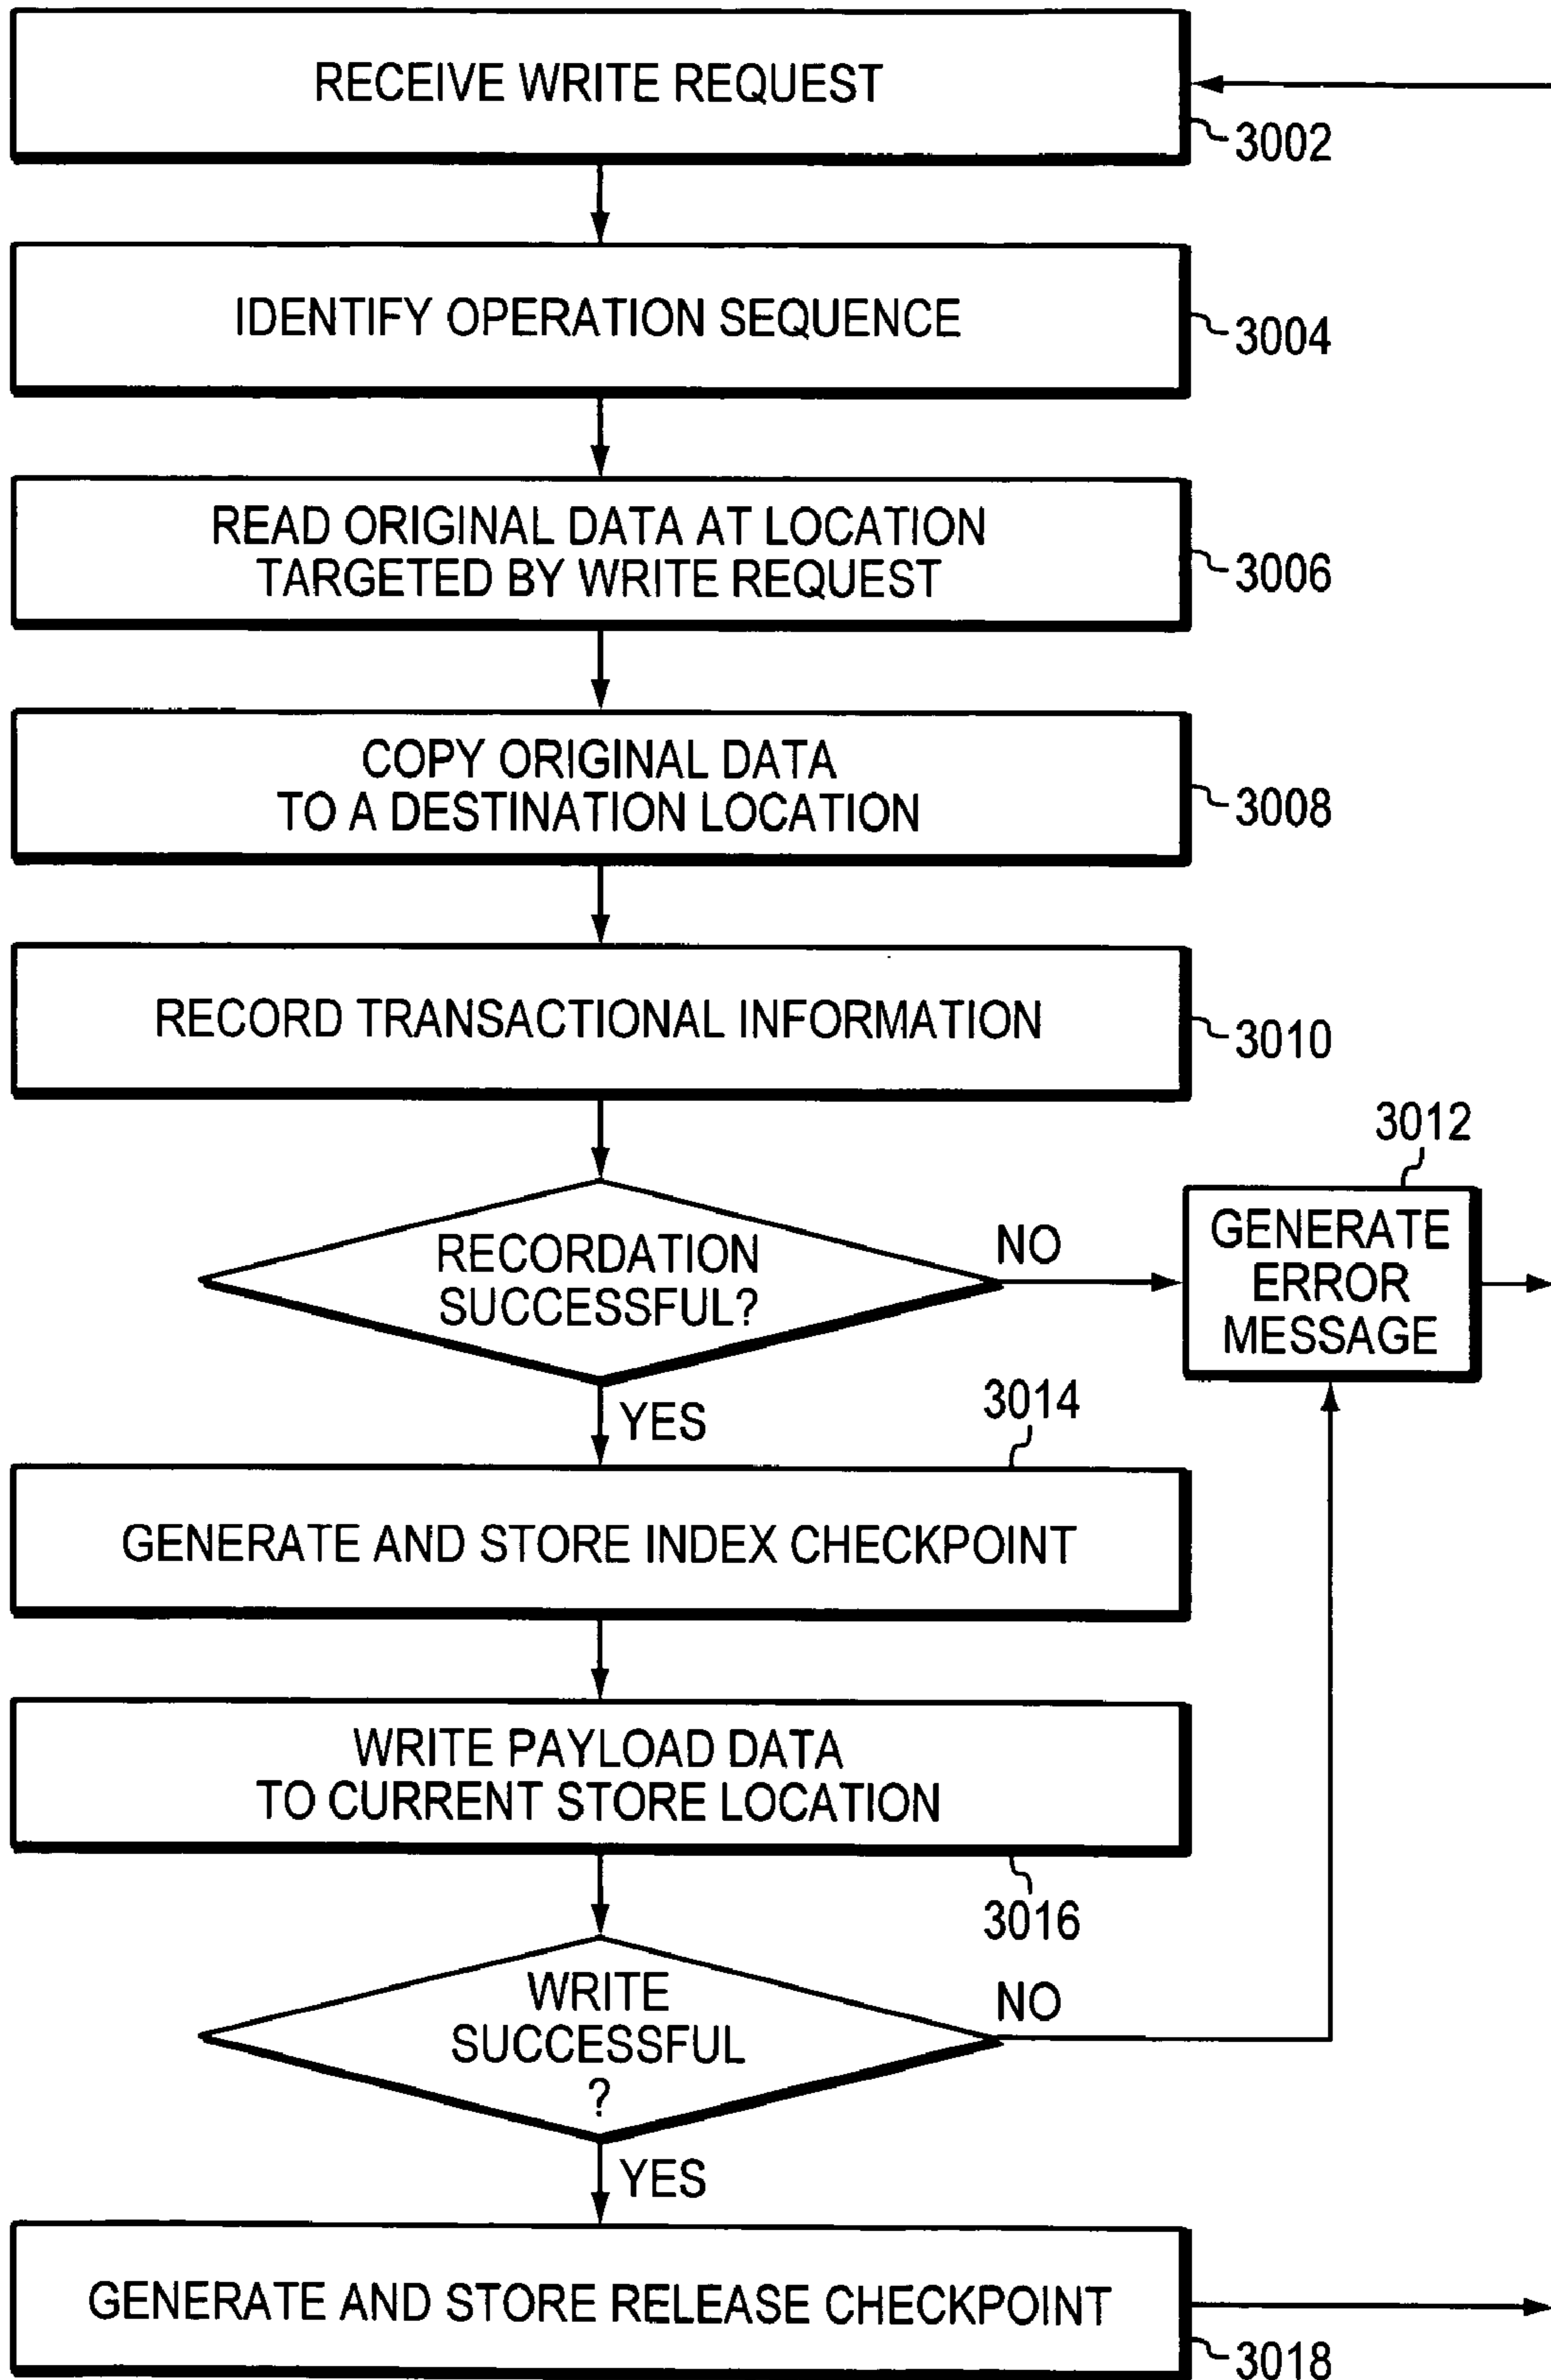 RECEIVE WRITE REQUEST
3002
IDENTIFY OPERATION SEQUENCE
3004
READ ORIGINAL DATA AT LOCATION
TARGETED BY WRITE REQUEST
3006
COPY ORIGINAL DATA
TO A DESTINATION LOCATION
3008
RECORD TRANSACTIONAL INFORMATION
3010
RECORDATION
SUCCESSFUL?
NO
3012
GENERATE
ERROR
MESSAGE
YES
3014
GENERATE AND STORE INDEX CHECKPOINT
WRITE PAYLOAD DATA
TO CURRENT STORE LOCATION
3016
WRITE
SUCCESSFUL
?
NO
YES
GENERATE AND STORE RELEASE CHECKPOINT
3018